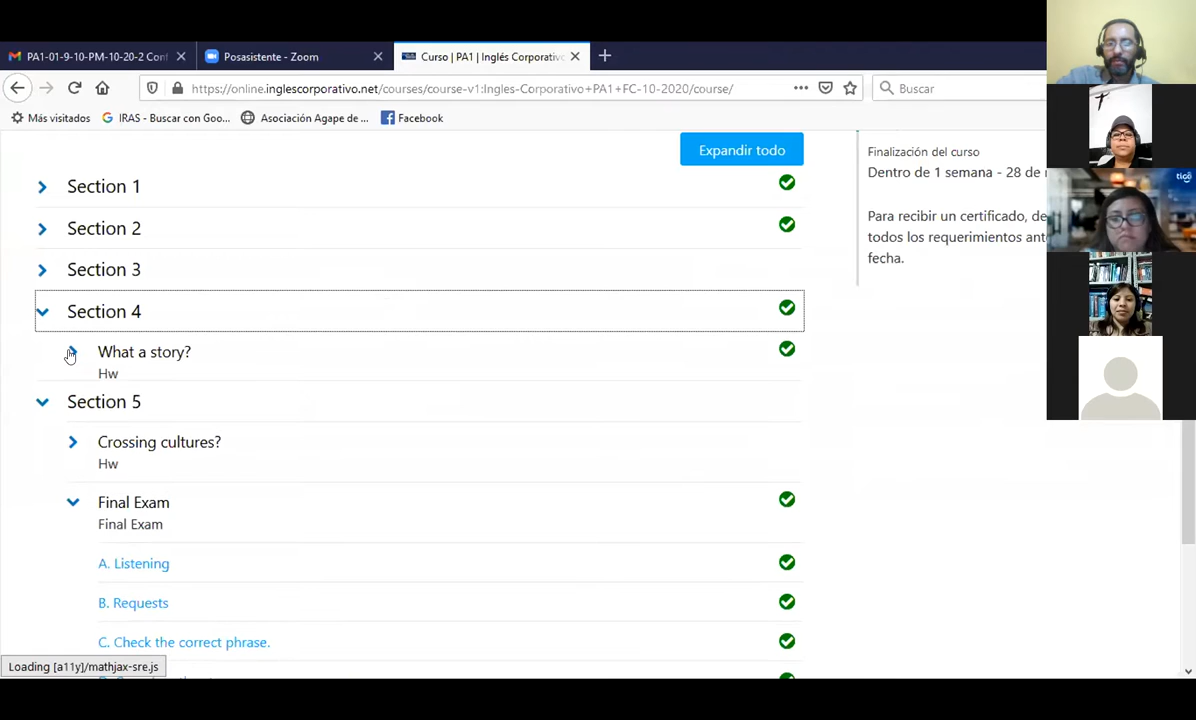 PA1-01-9-10-PM-10-20-2 Conf
Posasistente - Zoom
Curso | PA1 | Inglés Corporativo
https://online.inglescorporativo.net/courses/course-v1:Ingles-Corporativo+PA1+FC-10-2020/course/
Buscar
Más visitados
IRAS - Buscar con Goo...
Asociación Agape de ...
Facebook
tigo
Expandir todo
Section 1
Section 2
Section 3
Section 4
What a story?
Hw
Section 5
Crossing cultures?
Hw
Final Exam
Final Exam
A. Listening
B. Requests
C. Check the correct phrase.
Finalización del curso
Dentro de 1 semana - 28 de
Para recibir un certificado, de
todos los requerimientos ant
fecha.
Loading [a11y]/mathjax-sre.js